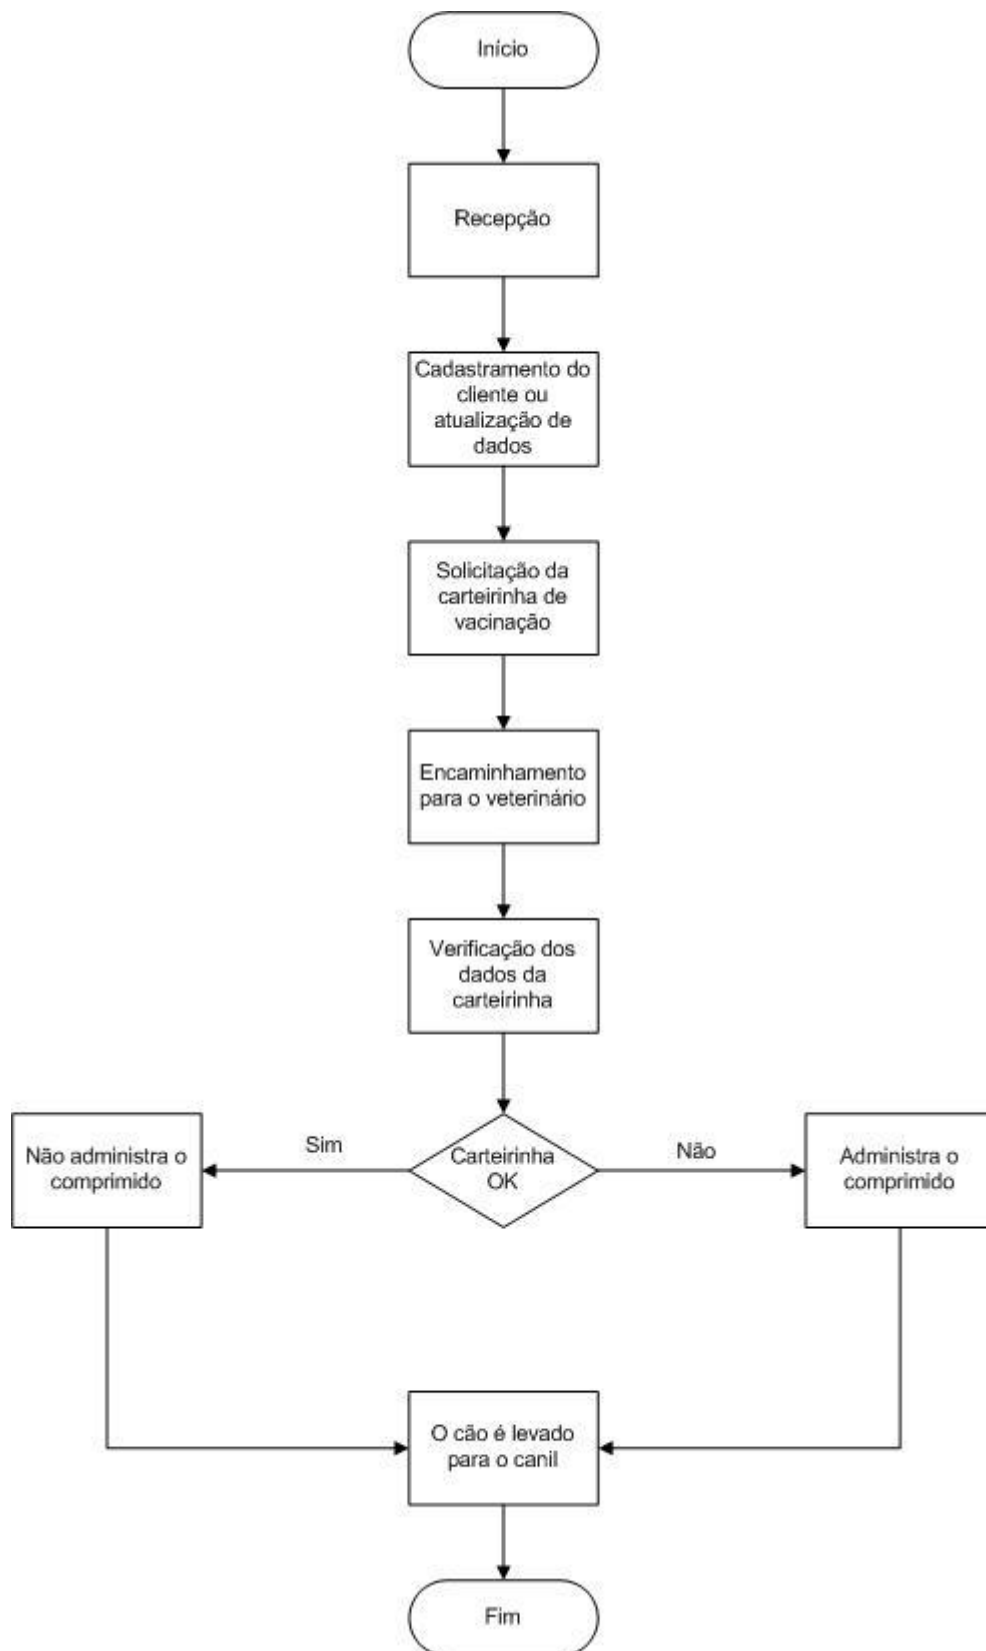 Início
Recepção
Cadastramento do
cliente ou
atualização de
dados
Solicitação da
carteirinha de
vacinação
Encaminhamento
para o veterinário
Verificação dos
dados da
carteirinha
Não administra o
comprimido
Sim
Carteirinha
OK
Não
Administra o
comprimido
O cão é levado
para o canil
Fim